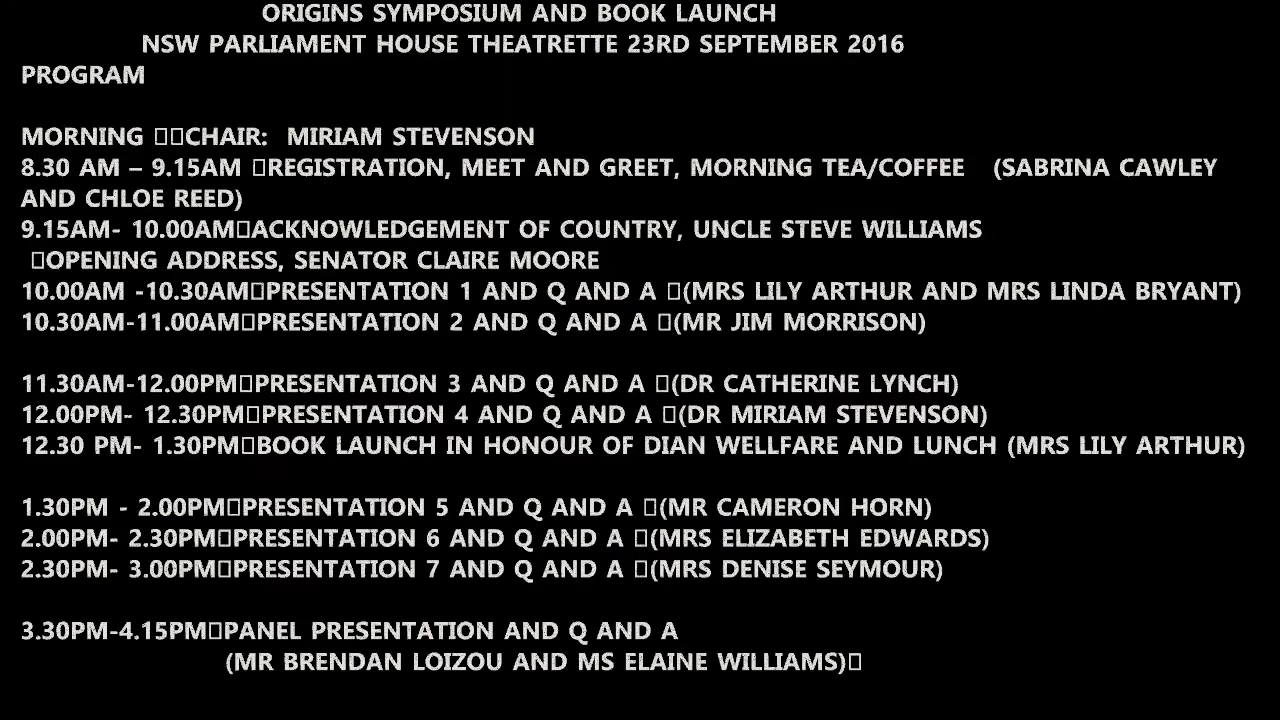 ORIGINS SYMPOSIUM AND BOOK LAUNCH
NSW PARLIAMENT HOUSE THEATRETTE 23RD SEPTEMBER 2016
PROGRAM
MORNING □□CHAIR: MIRIAM STEVENSON
8.30 AM – 9.15AM □REGISTRATION, MEET AND GREET, MORNING TEA/COFFEE (SABRINA CAWLEY
AND CHLOE REED)
9.15AM- 10.00AM□ACKNOWLEDGEMENT OF COUNTRY, UNCLE STEVE WILLIAMS
□OPENING ADDRESS, SENATOR CLAIRE MOORE
10.00AM -10.30AM□PRESENTATION 1 AND Q AND A □(MRS LILY ARTHUR AND MRS LINDA BRYANT)
10.30AM-11.00AM□PRESENTATION 2 AND Q AND A □(MR JIM MORRISON)
11.30AM-12.00PM□PRESENTATION 3 AND Q AND A □(DR CATHERINE LYNCH)
12.00PM- 12.30PM□PRESENTATION 4 AND Q AND A □(DR MIRIAM STEVENSON)
12.30 PM- 1.30PM□BOOK LAUNCH IN HONOUR OF DIAN WELLFARE AND LUNCH (MRS LILY ARTHUR)
1.30PM - 2.00PM□PRESENTATION 5 AND Q AND A □(MR CAMERON HORN)
2.00PM- 2.30PM□PRESENTATION 6 AND Q AND A □(MRS ELIZABETH EDWARDS)
2.30PM- 3.00PM□PRESENTATION 7 AND Q AND A □(MRS DENISE SEYMOUR)
3.30PM-4.15PM□PANEL PRESENTATION AND Q AND A
(MR BRENDAN LOIZOU AND MS ELAINE WILLIAMS)□